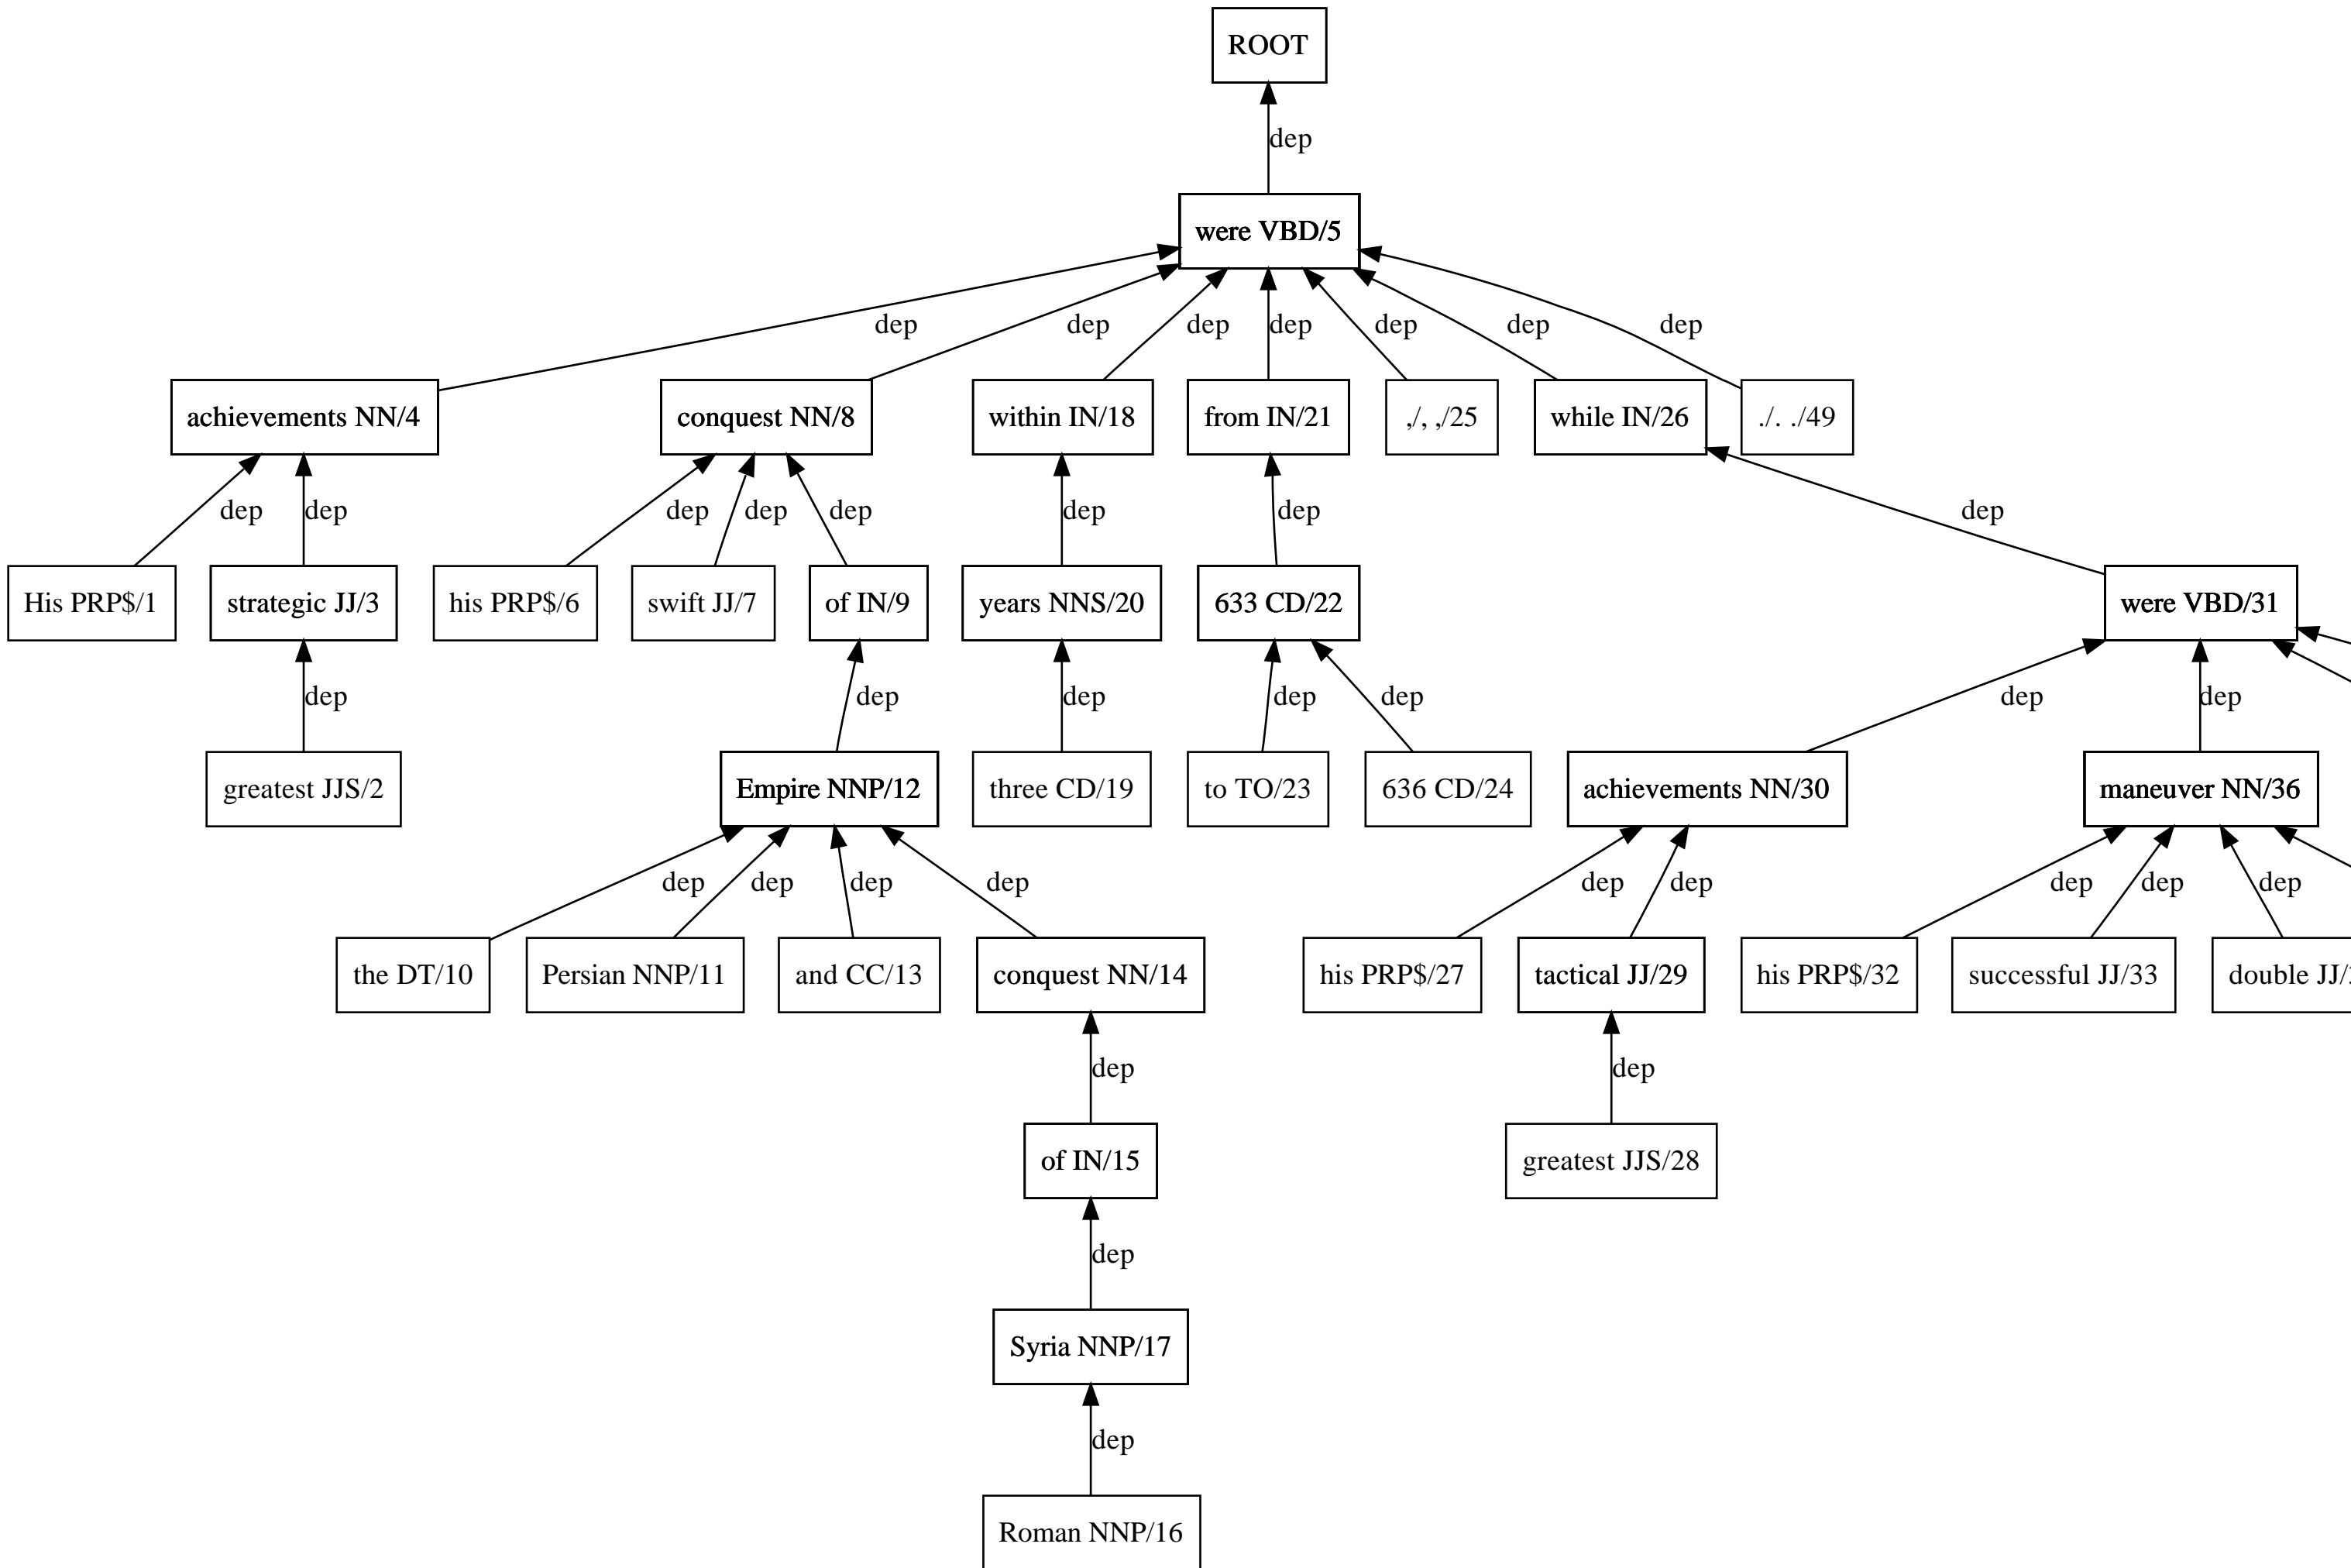 ROOT
dep
were VBD/5
dep dep dep dep dep dep dep
achievements NN/4 conquest NN/8 within IN/18 from IN/21 ,/, ,/25 while IN/26 ./. ./49
dep dep dep dep dep dep dep dep
His PRP$/1 strategic JJ/3 his PRP$/6 swift JJ/7 of IN/9 years NNS/20 633 CD/22 were VBD/31
dep dep dep dep dep dep dep
greatest JJS/2 Empire NNP/12 three CD/19 to TO/23 636 CD/24 achievements NN/30 maneuver NN/36
dep dep dep dep dep dep dep dep dep
the DT/10 Persian NNP/11 and CC/13 conquest NN/14 his PRP$/27 tactical JJ/29 his PRP$/32 successful JJ/33 double JJ/
dep dep
of IN/15 greatest JJS/28
dep
Syria NNP/17
dep
Roman NNP/16